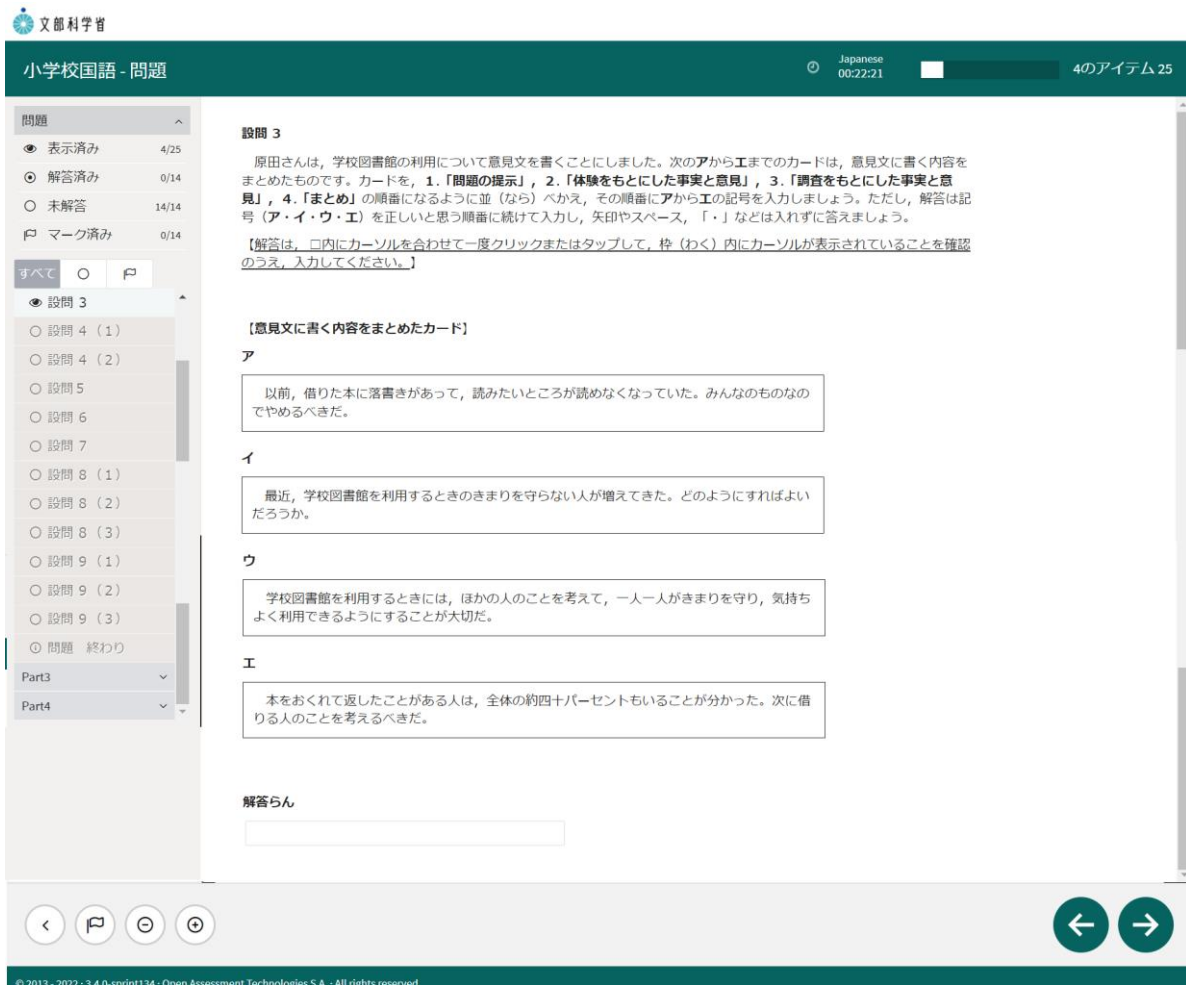 文部科学省
小学校国語 - 問題
Japanese
00:22:21
4のアイテム 25
問題
表示済み 4/25
解答済み 0/14
未解答 14/14
マーク済み 0/14
すべて
設問 3
設問 4 (1)
設問 4 (2)
設問 5
設問 6
設問 7
設問 8 (1)
設問 8 (2)
設問 8 (3)
設問 9 (1)
設問 9 (2)
設問 9 (3)
問題 終わり
Part3
Part4
設問 3
原田さんは,学校図書館の利用について意見文を書くことにしました。次のアからエまでのカードは,意見文に書く内容を
まとめたものです。カードを,1.「問題の提示」,2.「体験をもとにした事実と意見」,3.「調査をもとにした事実と意
見」,4.「まとめ」の順番になるように並(なら)べかえ,その順番にアからエの記号を入力しましょう。ただし,解答は記
号(ア・イ・ウ・エ)を正しいと思う順番に続けて入力し,矢印やスペース,「・」などは入れずに答えましょう。
【解答は,□内にカーソルを合わせて一度クリックまたはタップして,枠(わく)内にカーソルが表示されていることを確認
のうえ,入力してください。】
【意見文に書く内容をまとめたカード】
ア
以前,借りた本に落書きがあって,読みたいところが読めなくなっていた。みんなのものなの
でやめるべきだ。
イ
最近,学校図書館を利用するときのきまりを守らない人が増えてきた。どのようにすればよい
だろうか。
ウ
学校図書館を利用するときには,ほかの人のことを考えて,一人一人がきまりを守り,気持ち
よく利用できるようにすることが大切だ。
エ
本をおくれて返したことがある人は,全体の約四十パーセントもいることが分かった。次に借
りる人のことを考えるべきだ。
解答らん
© 2013 - 2022 · 3.4.0-sprint134 · Open Assessment Technologies S.A. · All rights reserved.